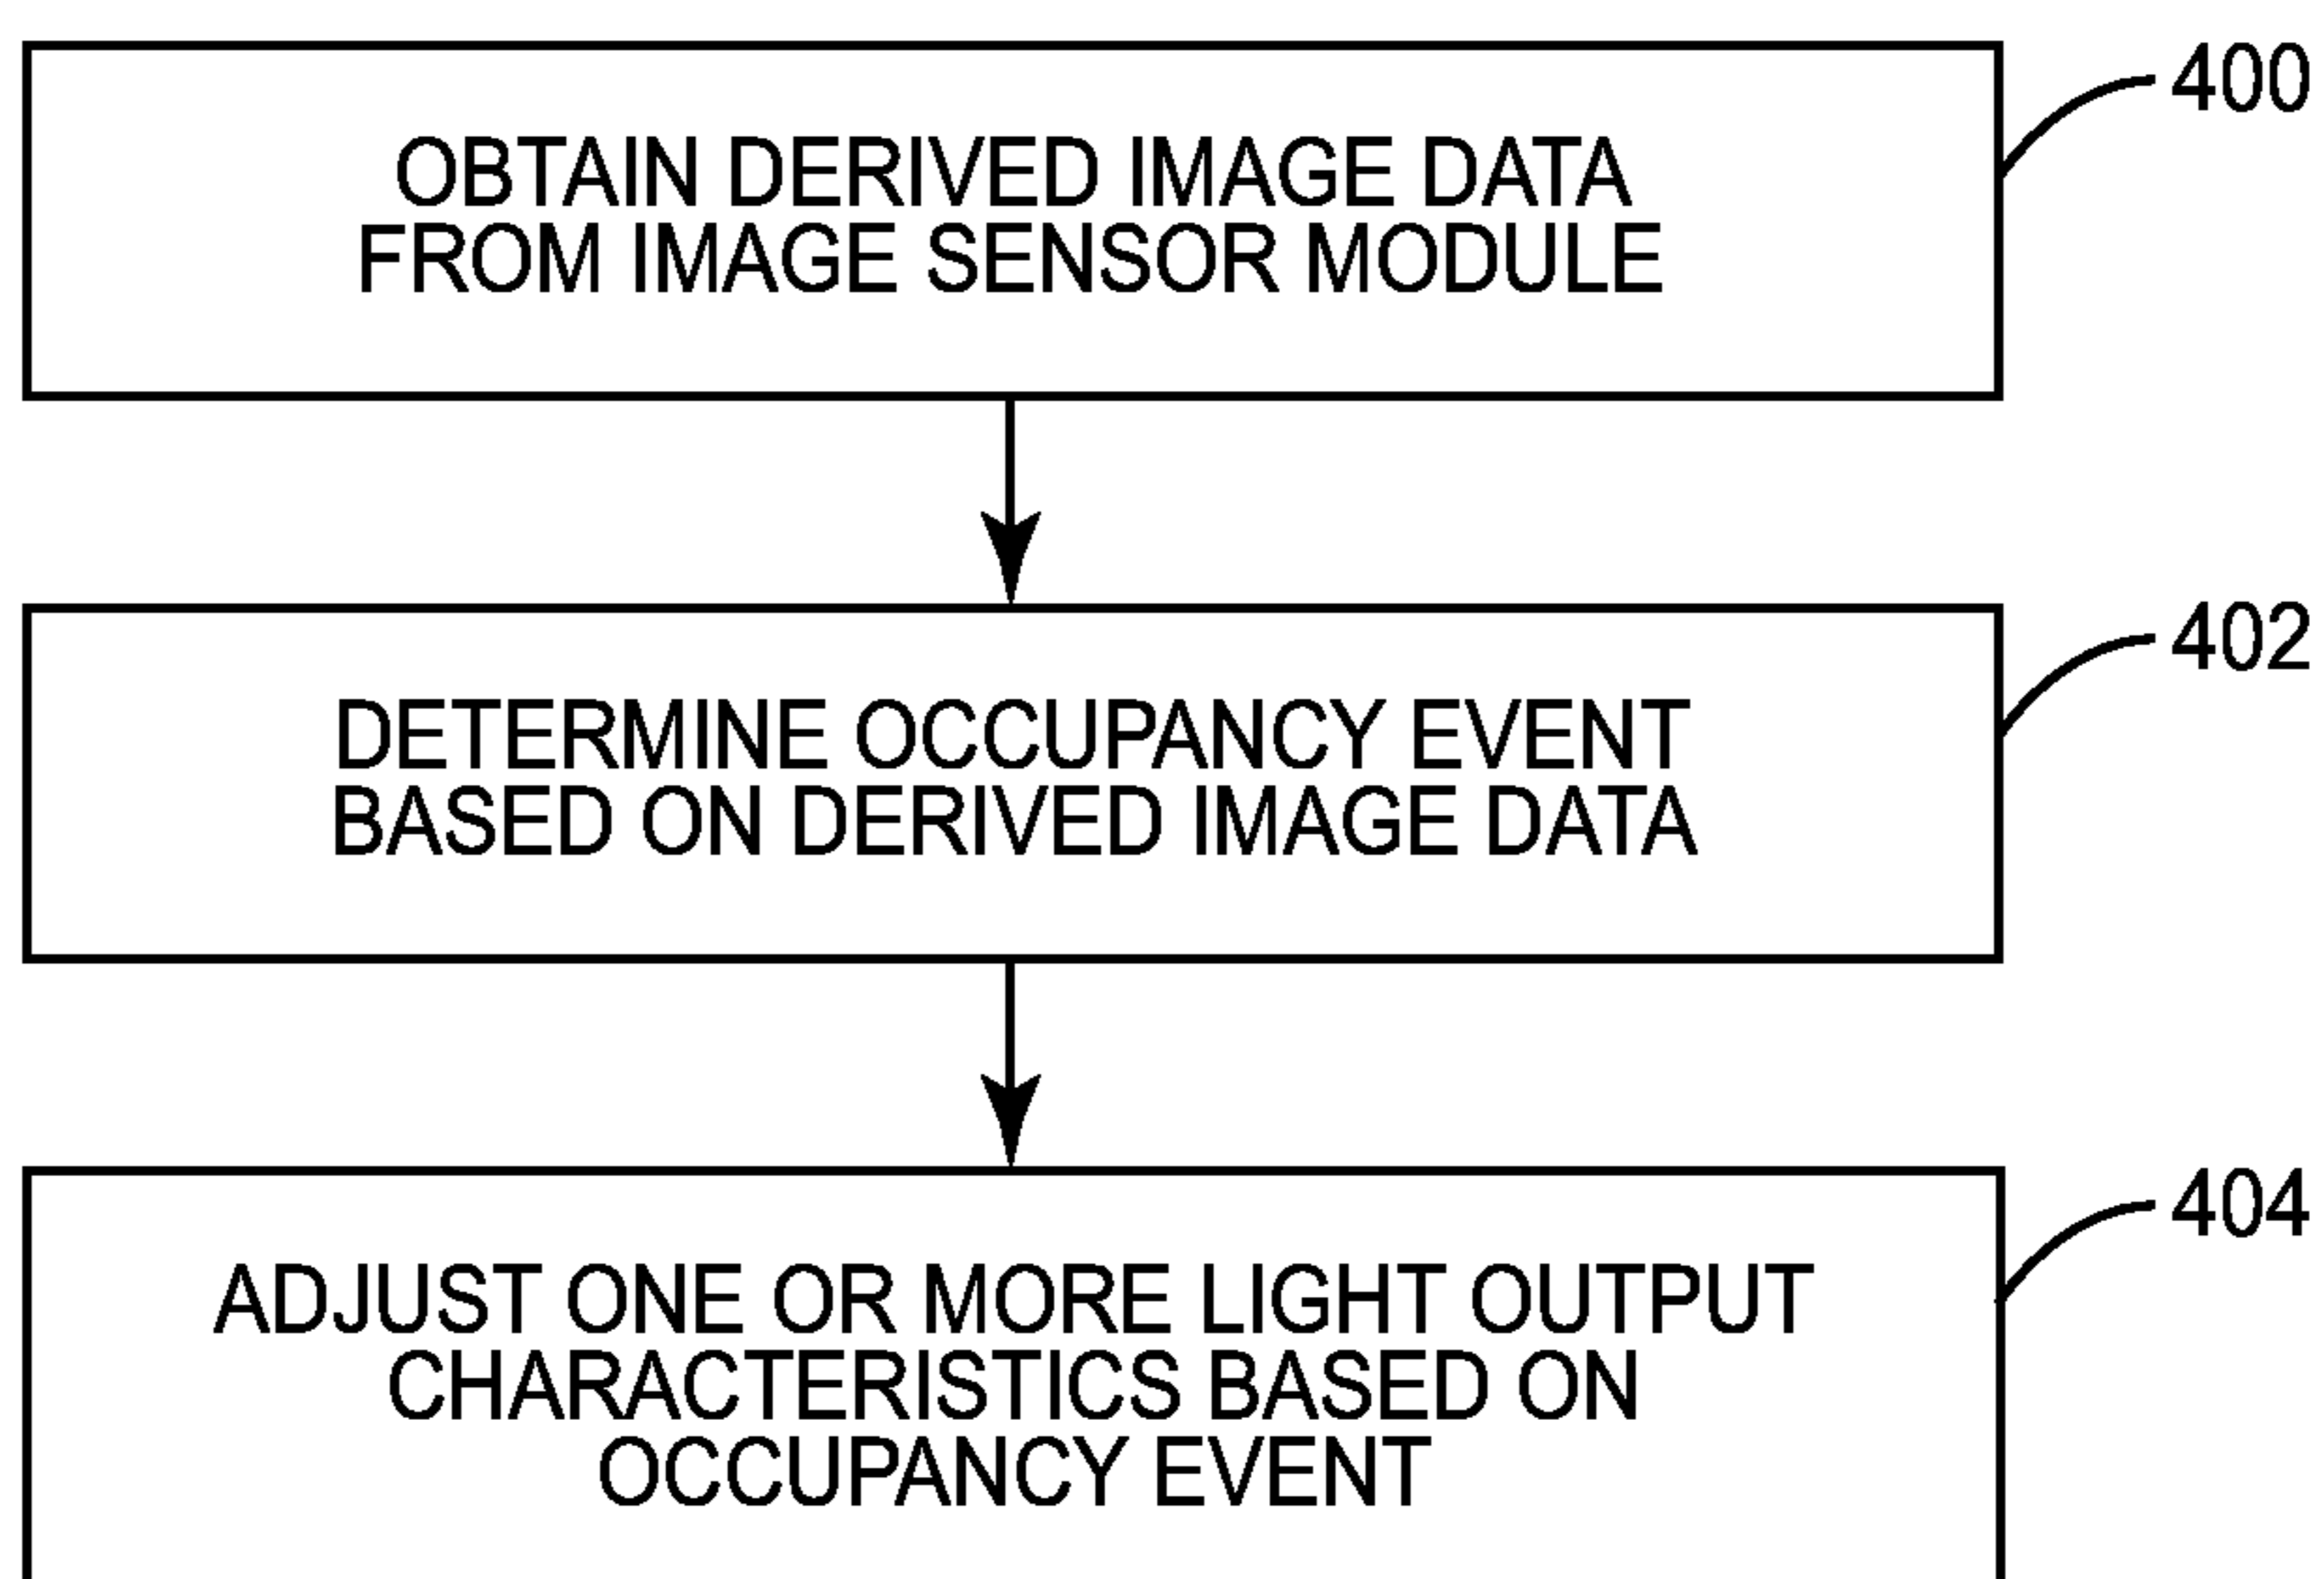 OBTAIN DERIVED IMAGE DATA
FROM IMAGE SENSOR MODULE
400
DETERMINE OCCUPANCY EVENT
BASED ON DERIVED IMAGE DATA
402
ADJUST ONE OR MORE LIGHT OUTPUT
CHARACTERISTICS BASED ON
OCCUPANCY EVENT
404